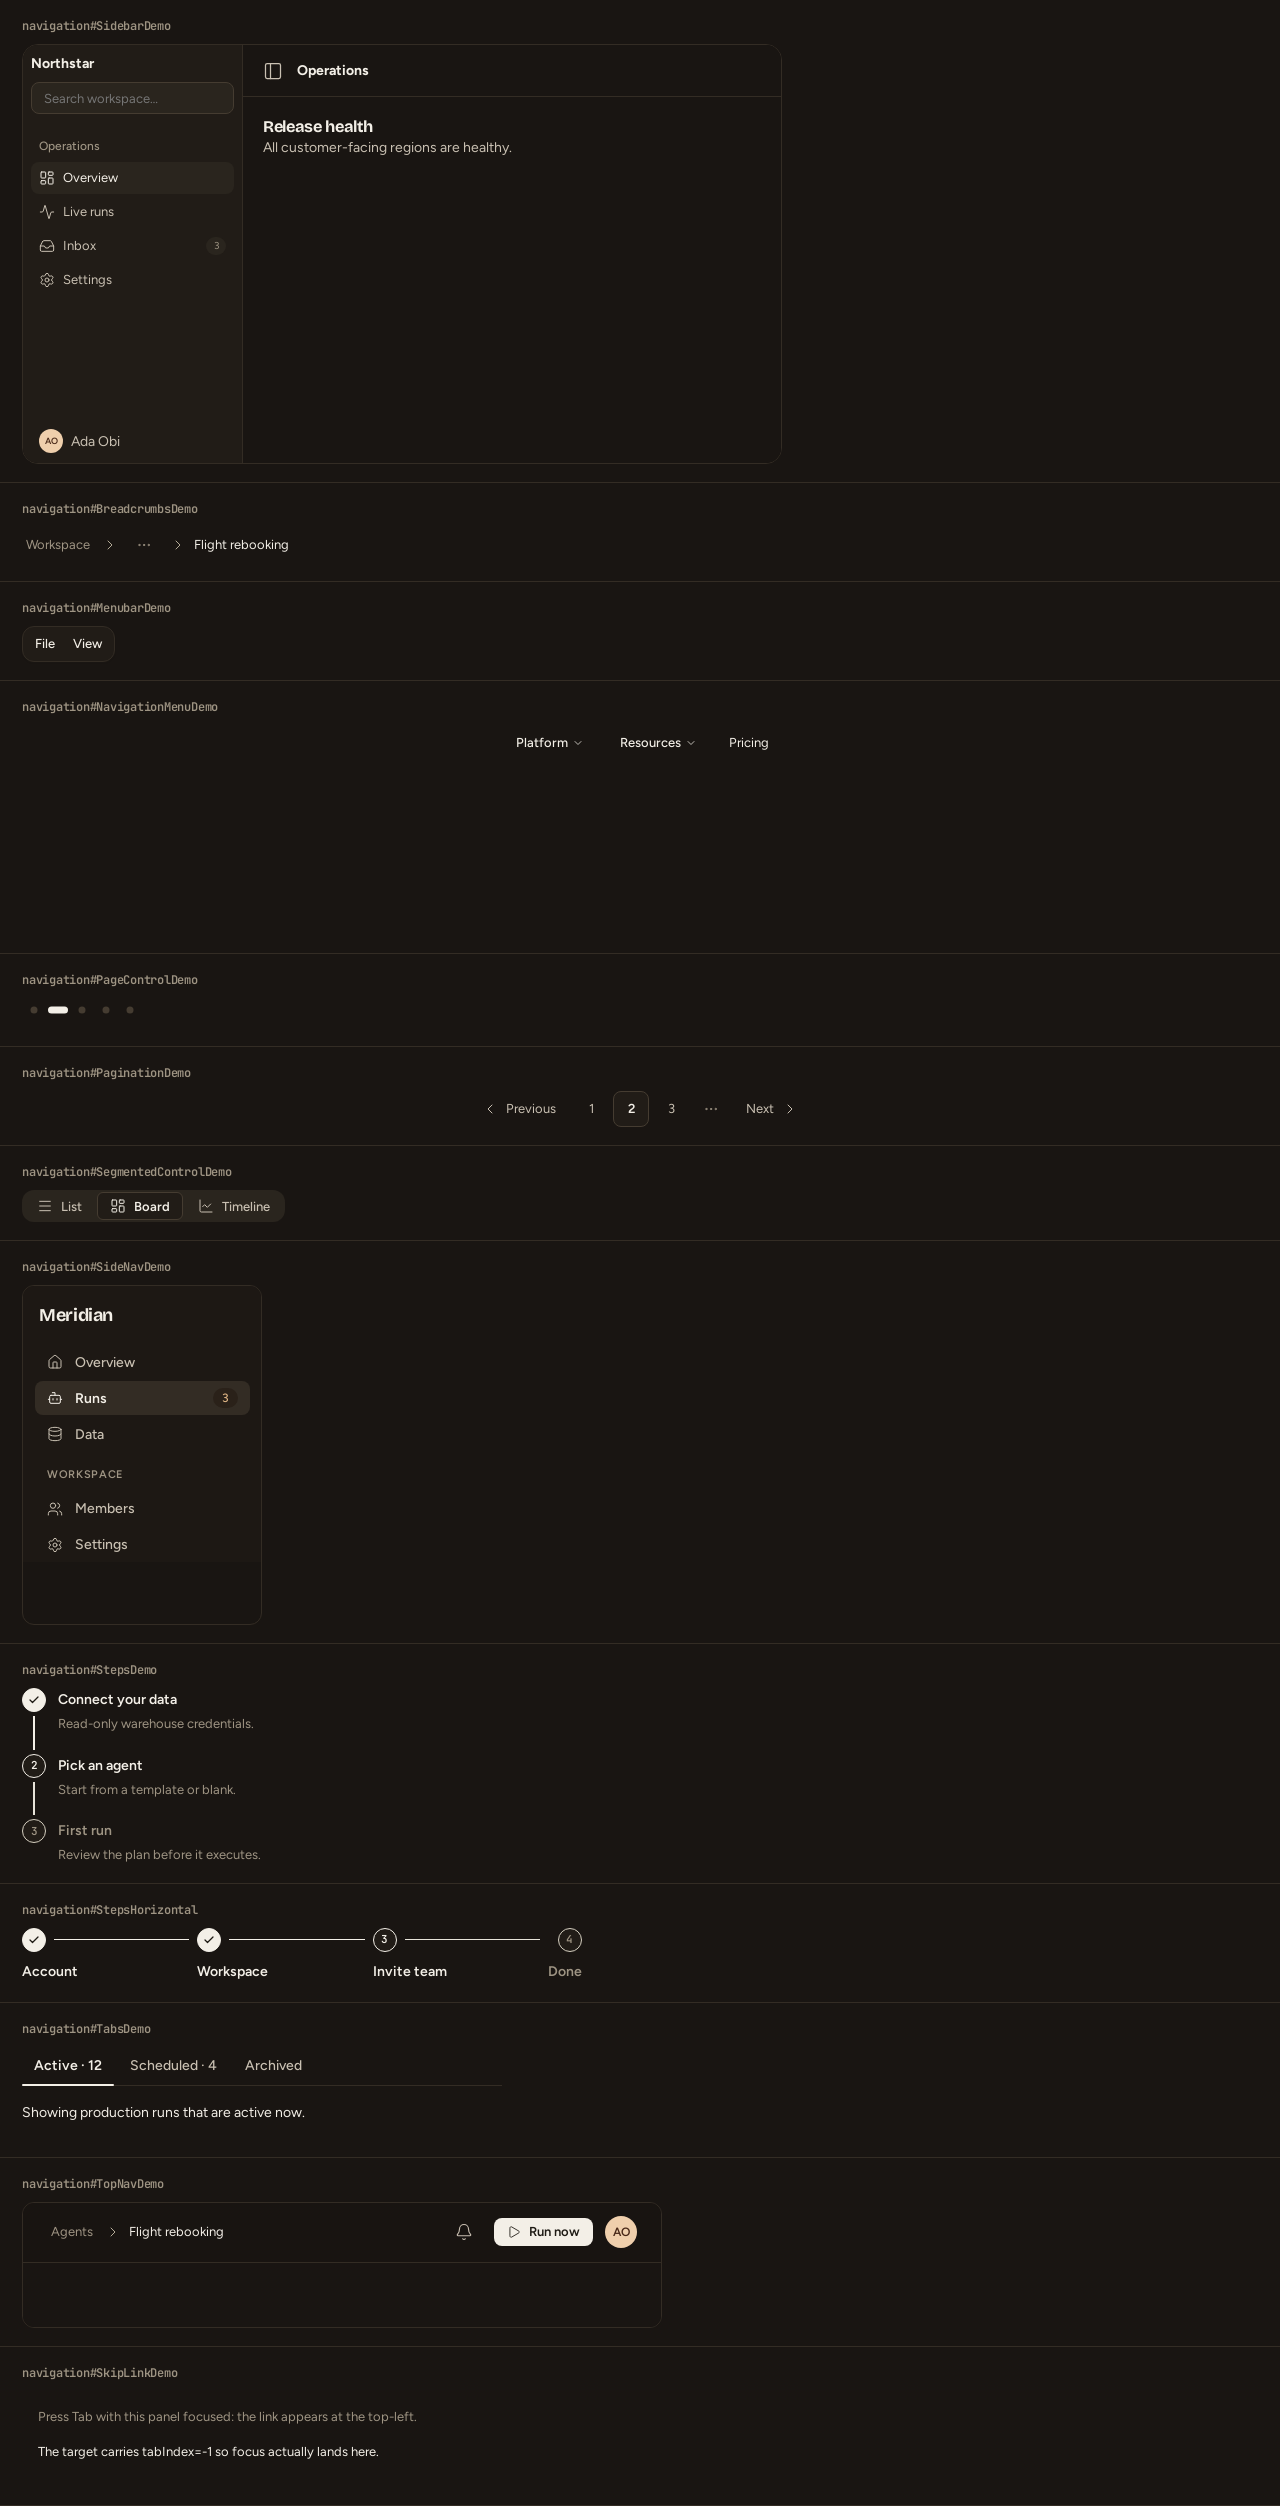 navigation#SidebarDemo
Northstar
Operations
Search workspace...
Release health
All customer-facing regions are healthy.
Operations
Overview
Live runs
Inbox 3
Settings
AO Ada Obi
navigation#BreadcrumbsDemo
Workspace ··· Flight rebooking
navigation#MenubarDemo
File View
navigation#NavigationMenuDemo
Platform Resources Pricing
navigation#PageControlDemo
navigation#PaginationDemo
Previous 1 2 3 ··· Next
navigation#SegmentedControlDemo
List Board Timeline
navigation#SideNavDemo
Meridian
Overview
Runs 3
Data
WORKSPACE
Members
Settings
navigation#StepsDemo
Connect your data
Read-only warehouse credentials.
2 Pick an agent
Start from a template or blank.
3 First run
Review the plan before it executes.
navigation#StepsHorizontal
3 4
Account Workspace Invite team Done
navigation#TabsDemo
Active · 12 Scheduled · 4 Archived
Showing production runs that are active now.
navigation#TopNavDemo
Agents Flight rebooking Run now AO
navigation#SkipLinkDemo
Press Tab with this panel focused: the link appears at the top-left.
The target carries tabIndex=-1 so focus actually lands here.